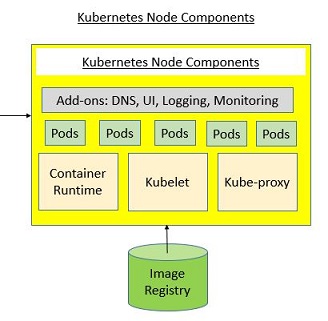 Kubernetes Node Components
Kubernetes Node Components
Add-ons: DNS, UI, Logging, Monitoring
Pods Pods Pods Pods Pods
Container
Runtime
Kubelet
Kube-proxy
Image
Registry